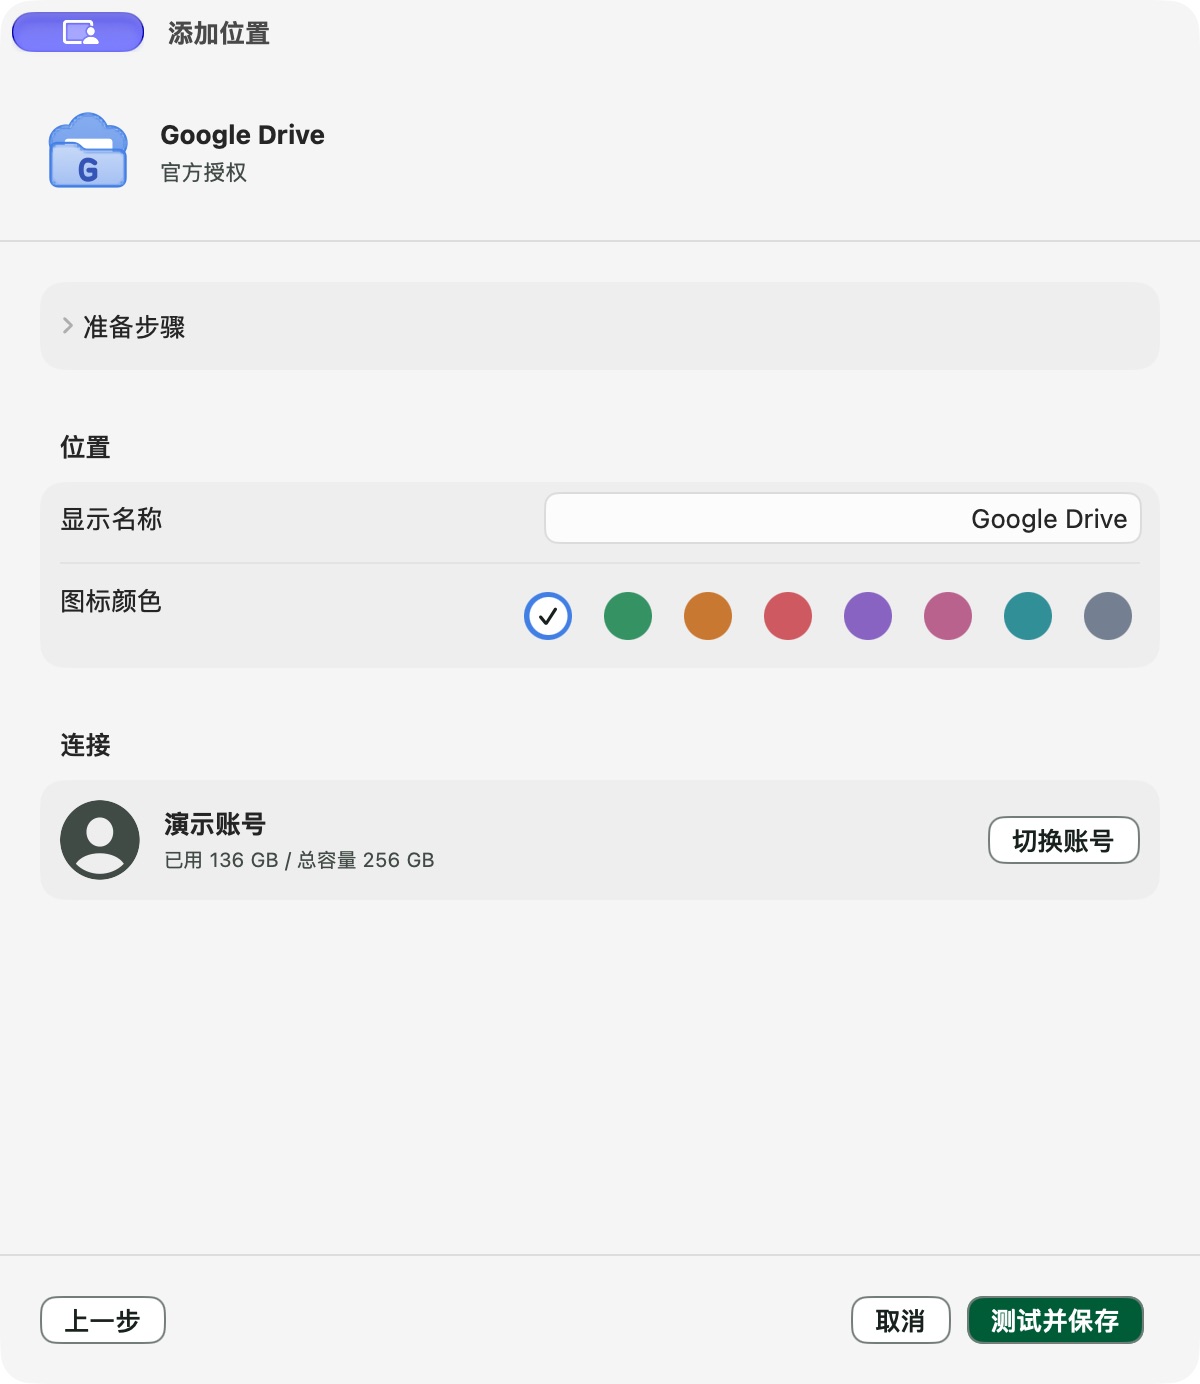 添加位置
Google Drive
官方授权
G
准备步骤
位置
显示名称
Google Drive
图标颜色
连接
演示账号
已用 136 GB / 总容量 256 GB
切换账号
上一步
取消
测试并保存